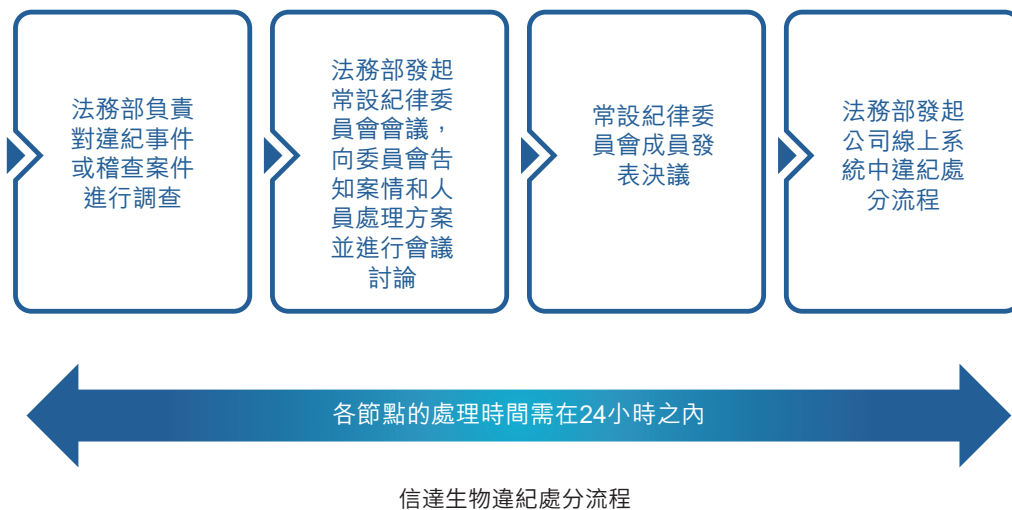 法務部負責
對違紀事件
或稽查案件
進行調查
法務部發起
常設紀律委
員會會議，
向委員會告
知案情和人
員處理方案
並進行會議
討論
常設紀律委
員會成員發
表決議
法務部發起
公司線上系
統中違紀處
分流程
各節點的處理時間需在24小時之內
信達生物違紀處分流程